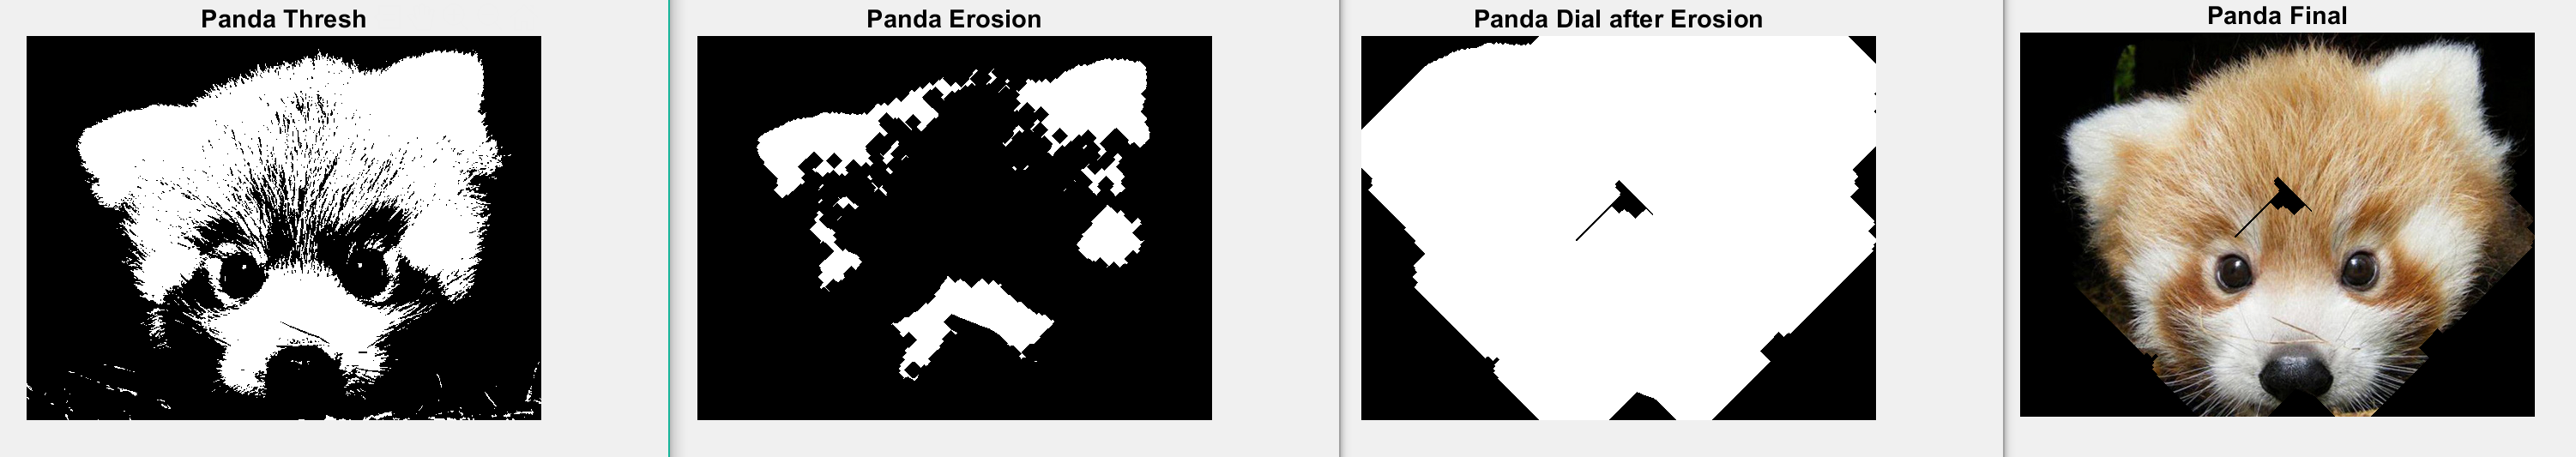 Panda Thresh
Panda Erosion
Panda Dial after Erosion
Panda Final